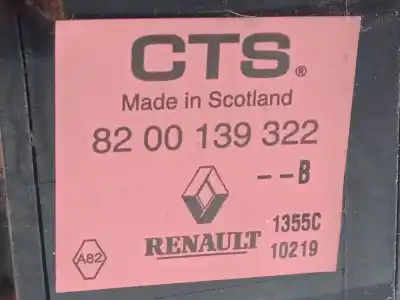 CTS®
Made in Scotland
82 00 139 322
--B
1355C
RENAULT
10219
A82